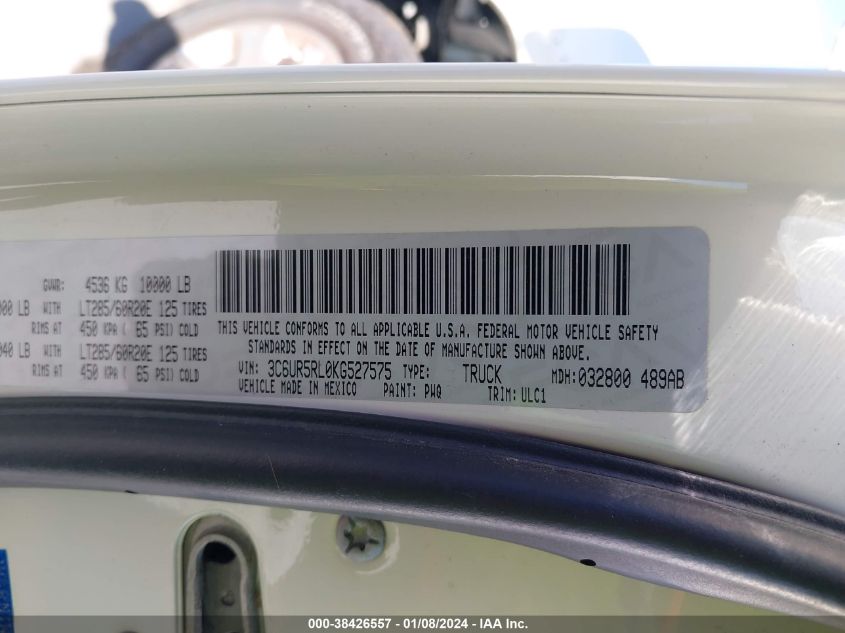 GVWR: 4536 KG 10000 LB
00 LB WITH LT285/60R20E 125 TIRES
RIMS AT 450 KPA ( 65 PSI) COLD
040 LB WITH LT285/60R20E 125 TIRES
RIMS AT 450 KPA ( 65 PSI) COLD
THIS VEHICLE CONFORMS TO ALL APPLICABLE U.S.A. FEDERAL MOTOR VEHICLE SAFETY
STANDARDS IN EFFECT ON THE DATE OF MANUFACTURE SHOWN ABOVE.
VIN: 3C6UR5RL0KG527575 TYPE: TRUCK MDH: 032800 489AB
VEHICLE MADE IN MEXICO PAINT: PWQ TRIM: ULC1
000-38426557 - 01/08/2024 - IAA Inc.